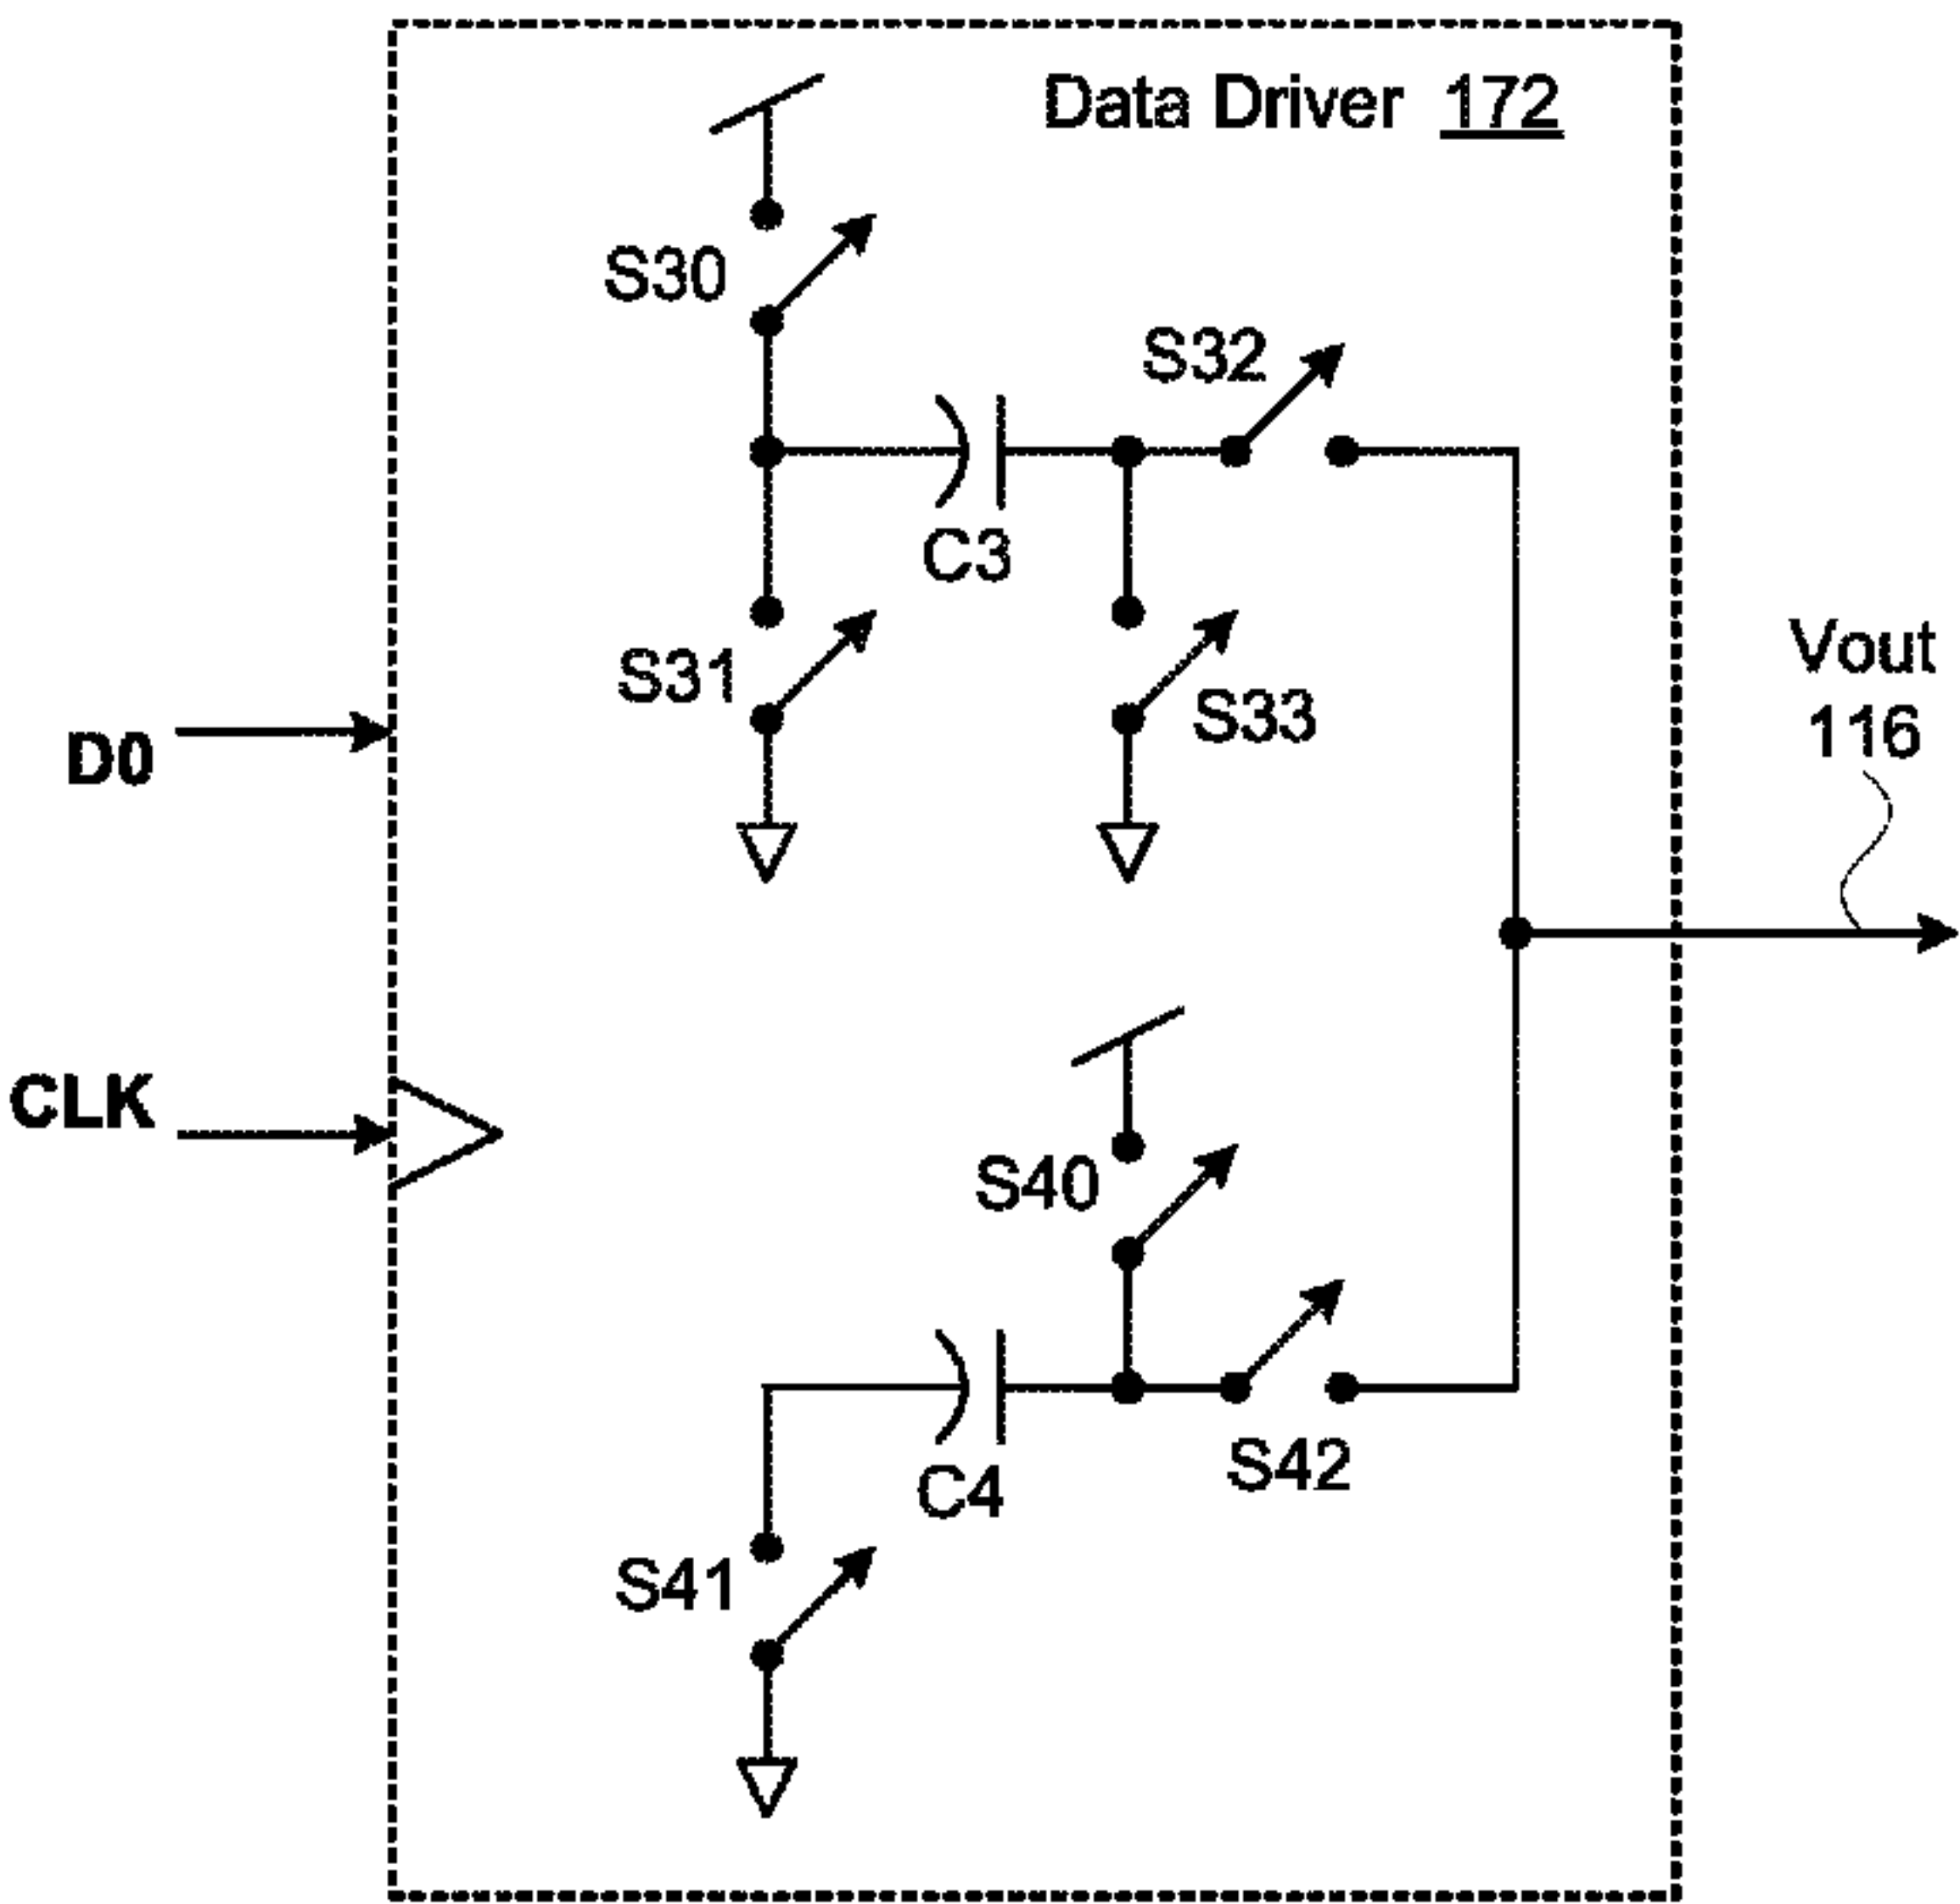 Data Driver 172
S30
S32
C3
S31
S33
Vout
116
D0
CLK
S40
C4
S42
S41